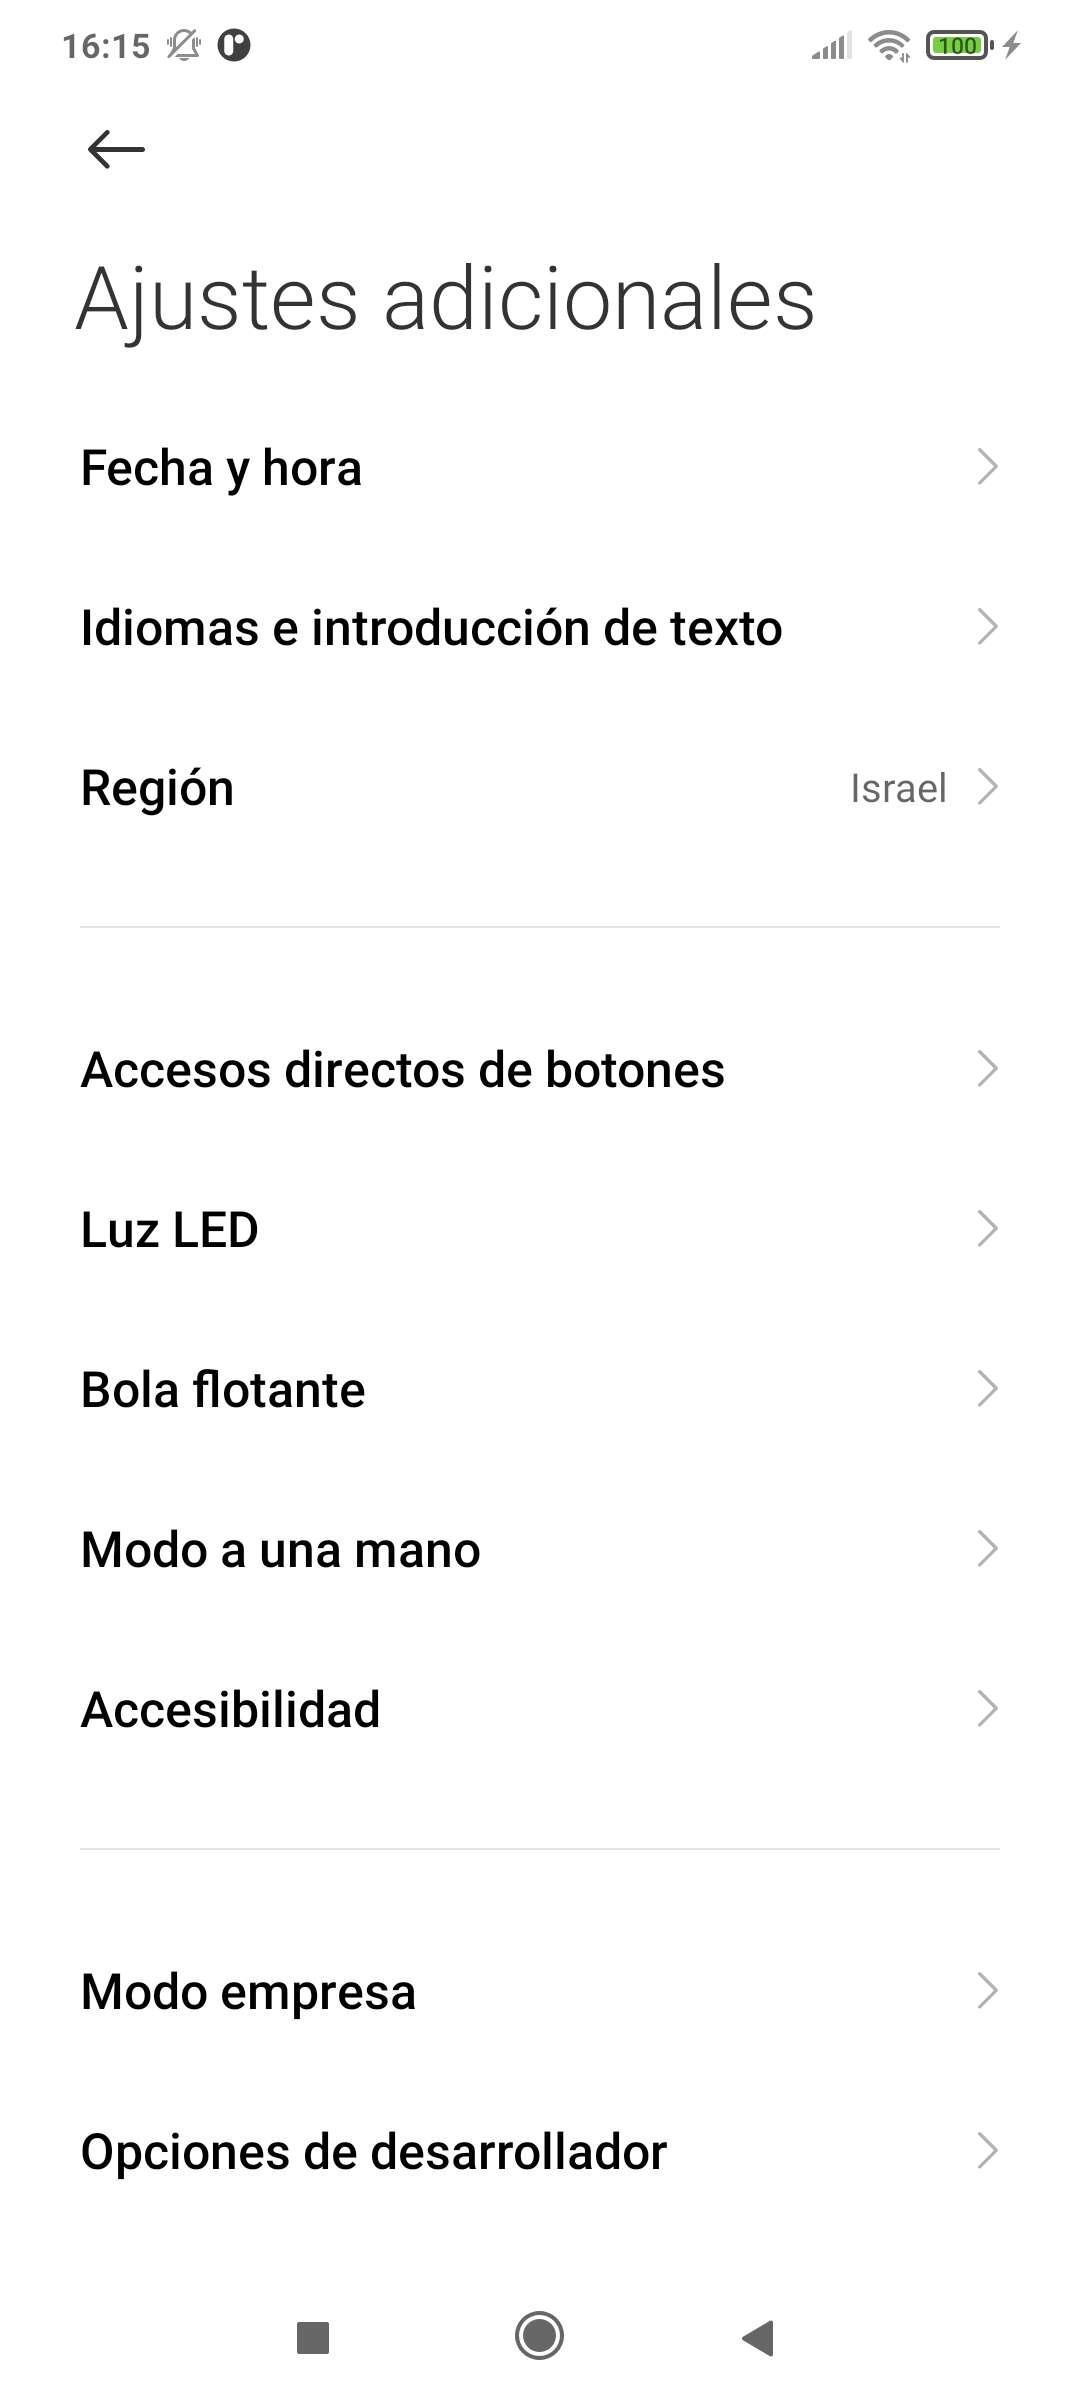 16:15
100
Ajustes adicionales
Fecha y hora
Idiomas e introducción de texto
Región
Israel
Accesos directos de botones
Luz LED
Bola flotante
Modo a una mano
Accesibilidad
Modo empresa
Opciones de desarrollador